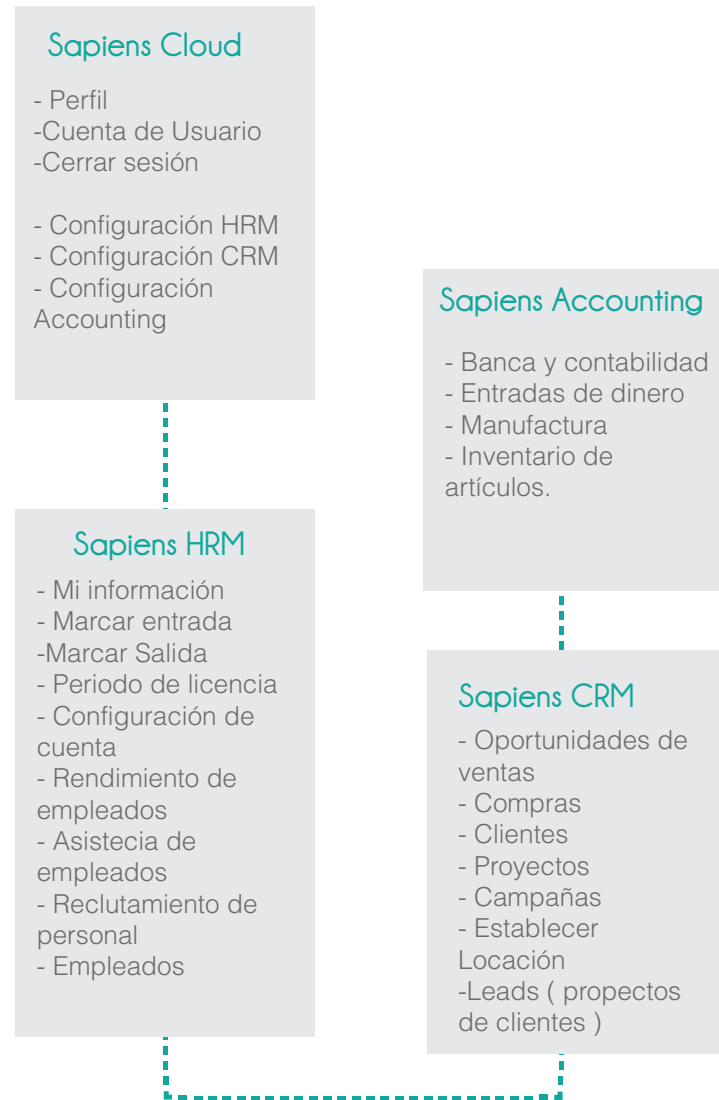 Sapiens Cloud
- Perfil
-Cuenta de Usuario
-Cerrar sesión
- Configuración HRM
- Configuración CRM
- Configuración
Accounting
Sapiens HRM
- Mi información
- Marcar entrada
-Marcar Salida
- Periodo de licencia
- Configuración de
cuenta
- Rendimiento de
empleados
- Asistecia de
empleados
- Reclutamiento de
personal
- Empleados
Sapiens Accounting
- Banca y contabilidad
- Entradas de dinero
- Manufactura
- Inventario de
artículos.
Sapiens CRM
- Oportunidades de
ventas
- Compras
- Clientes
- Proyectos
- Campañas
- Establecer
Locación
-Leads ( propectos
de clientes )